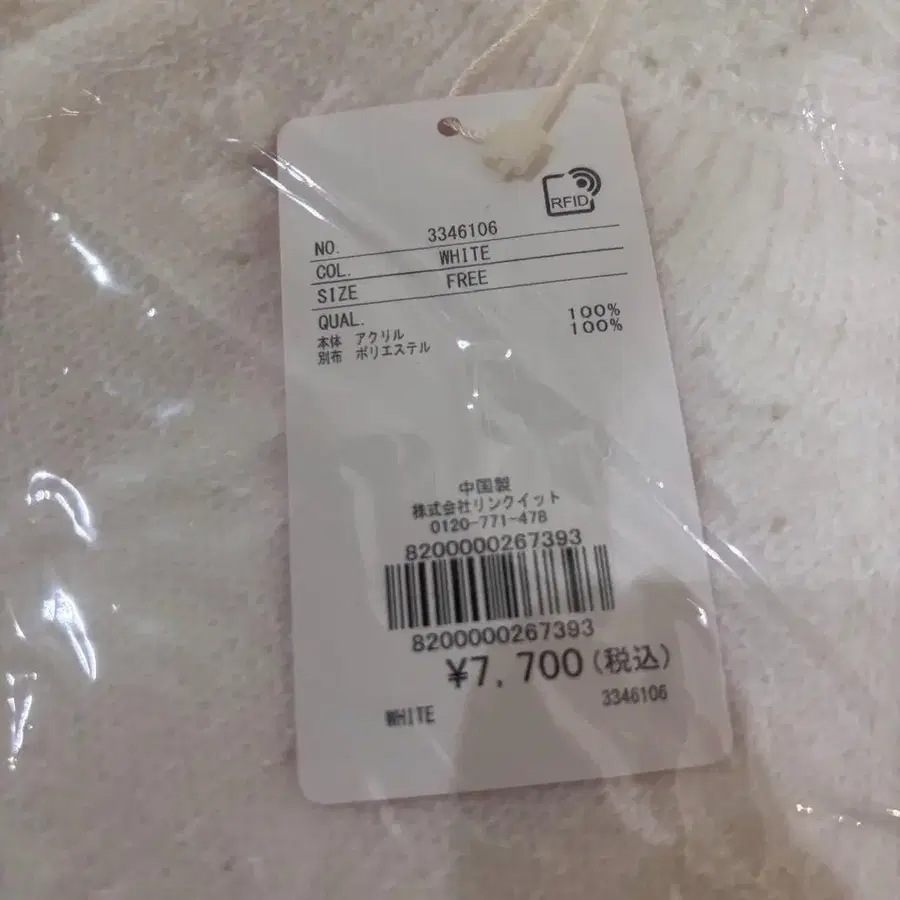 RFID
NO. 3346106
COL. WHITE
SIZE FREE
QUAL.
本体 アクリル 100%
別布 ポリエステル 100%
中国製
株式会社リンクイット
0120-771-478
8200000267393
8200000267393
¥7,700(税込)
WHITE 3346106